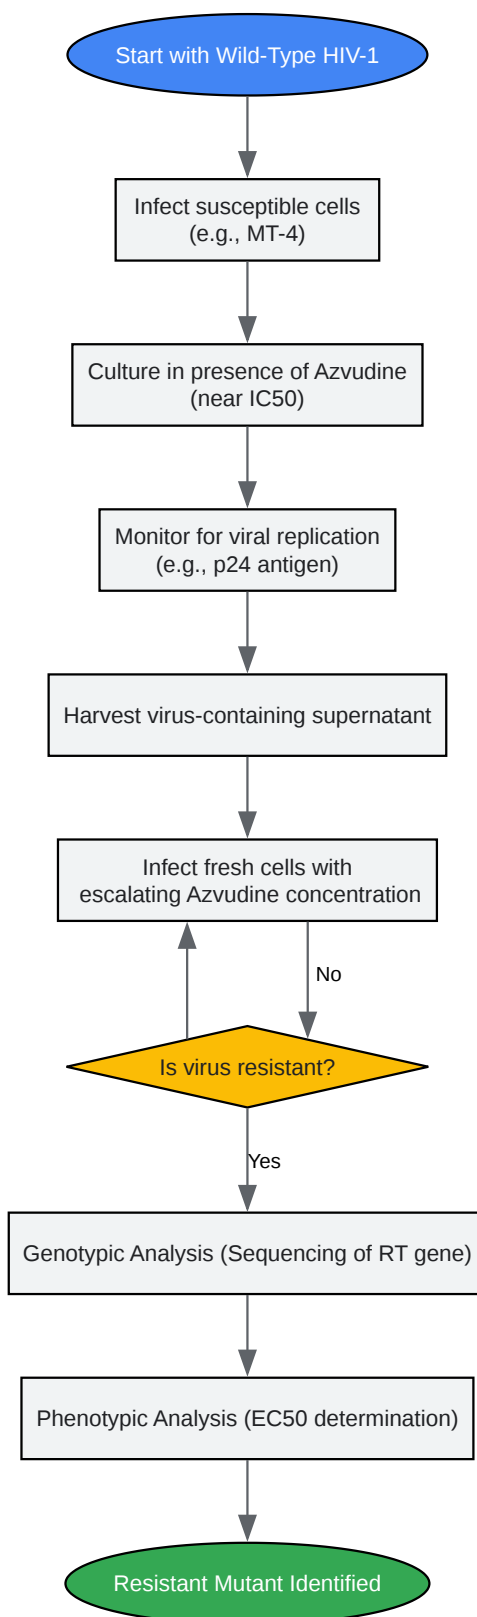 Start with Wild-Type HIV-1
Infect susceptible cells
(e.g., MT-4)
Culture in presence of Azvudine
(near IC50)
Monitor for viral replication
(e.g., p24 antigen)
Harvest virus-containing supernatant
Infect fresh cells with
escalating Azvudine concentration
No
Is virus resistant?
Yes
Genotypic Analysis (Sequencing of RT gene)
Phenotypic Analysis (EC50 determination)
Resistant Mutant Identified